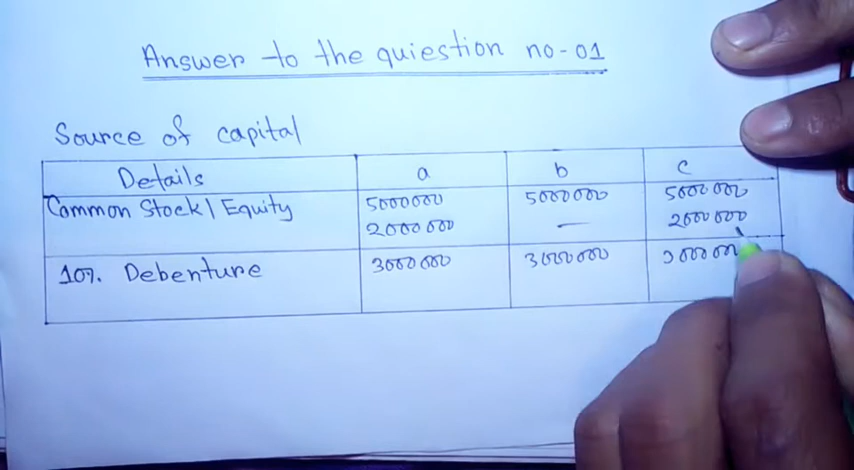 Answer to the quiestion no-01
Source of capital
Details a b c
Common Stock/Equity 5000000 5000000 5000000
2000000 — 2000000
10%. Debenture 3000000 3000000